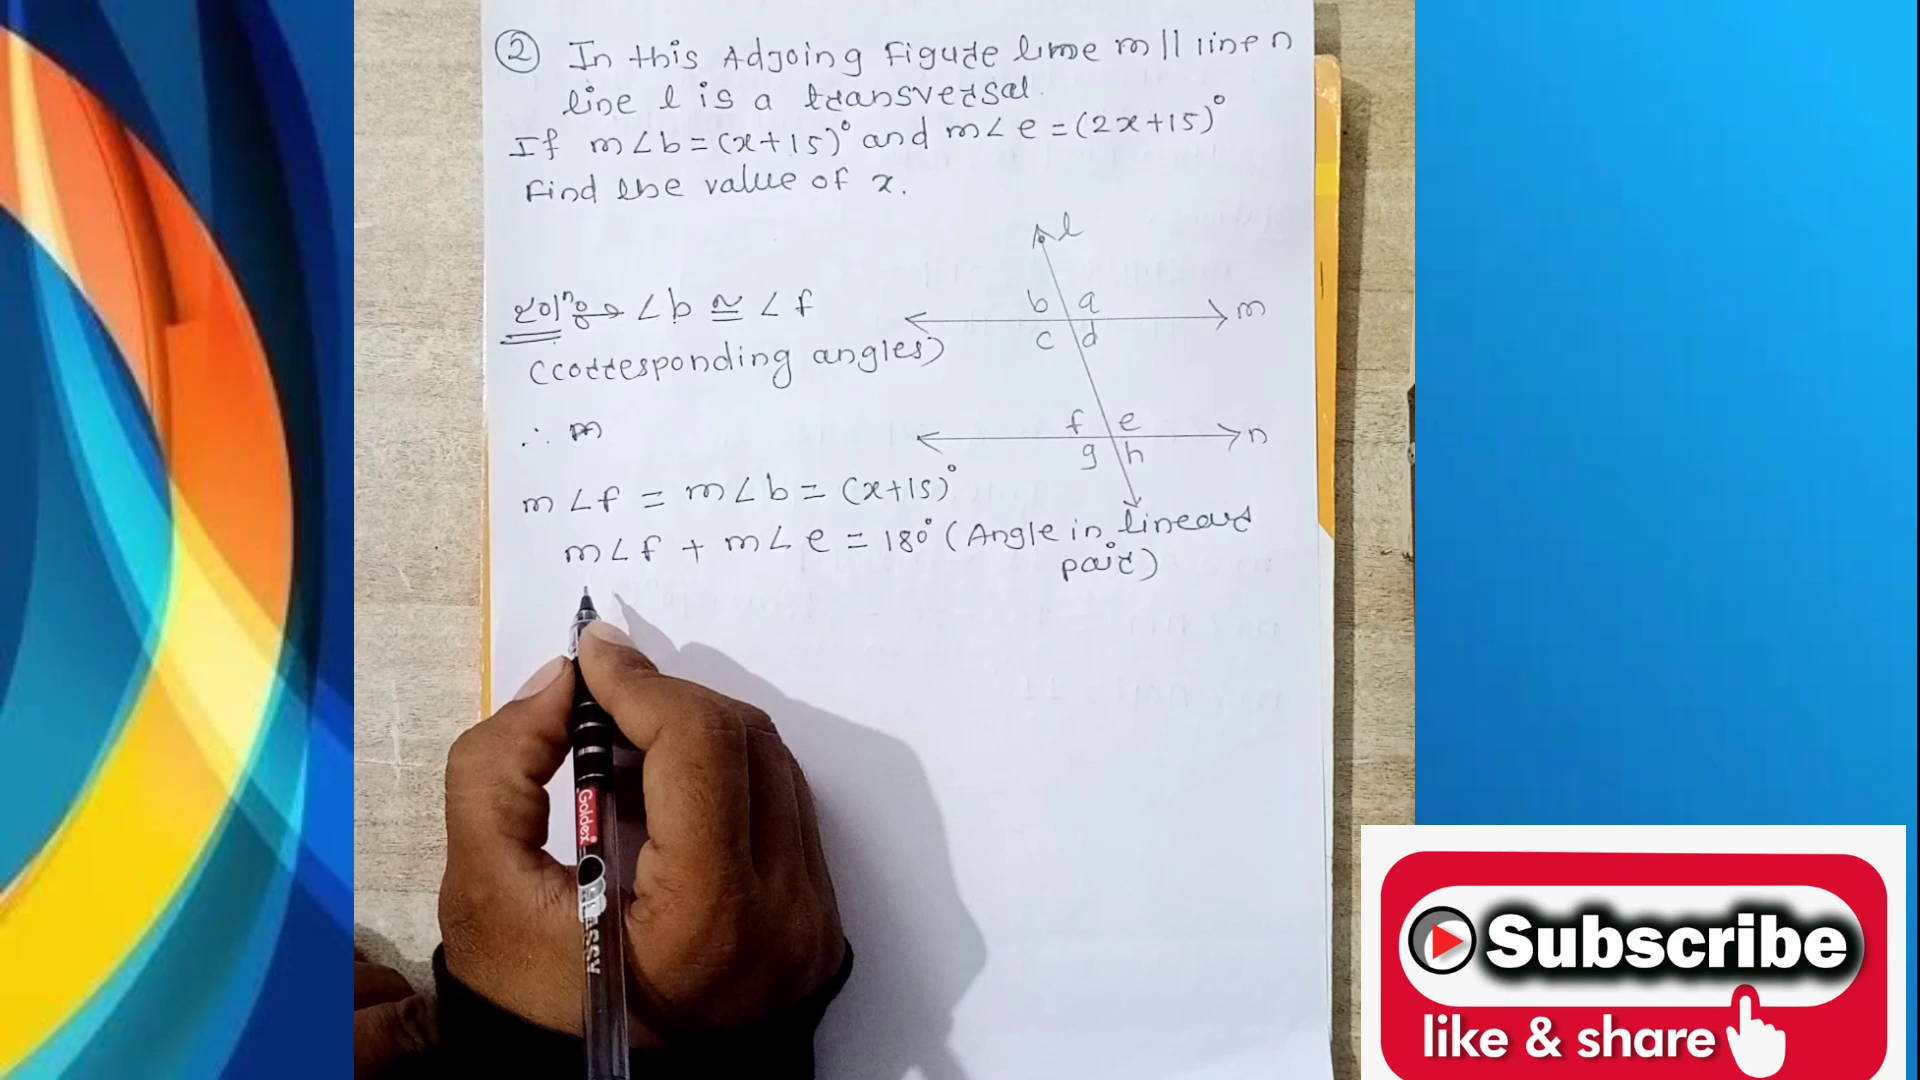 ② In this Adjoing Figure line m || line n
line l is a transversal.
If m∠b = (x+15)° and m∠e = (2x+15)°
Find the value of x.
l
∠b ≅ ∠f
b a m
(corresponding angles)
c d
∴ m
f e n
g h
m∠f = m∠b = (x+15)°
m∠f + m∠e = 180° (Angle in linear
pair)
Goldex
Subscribe
like & share